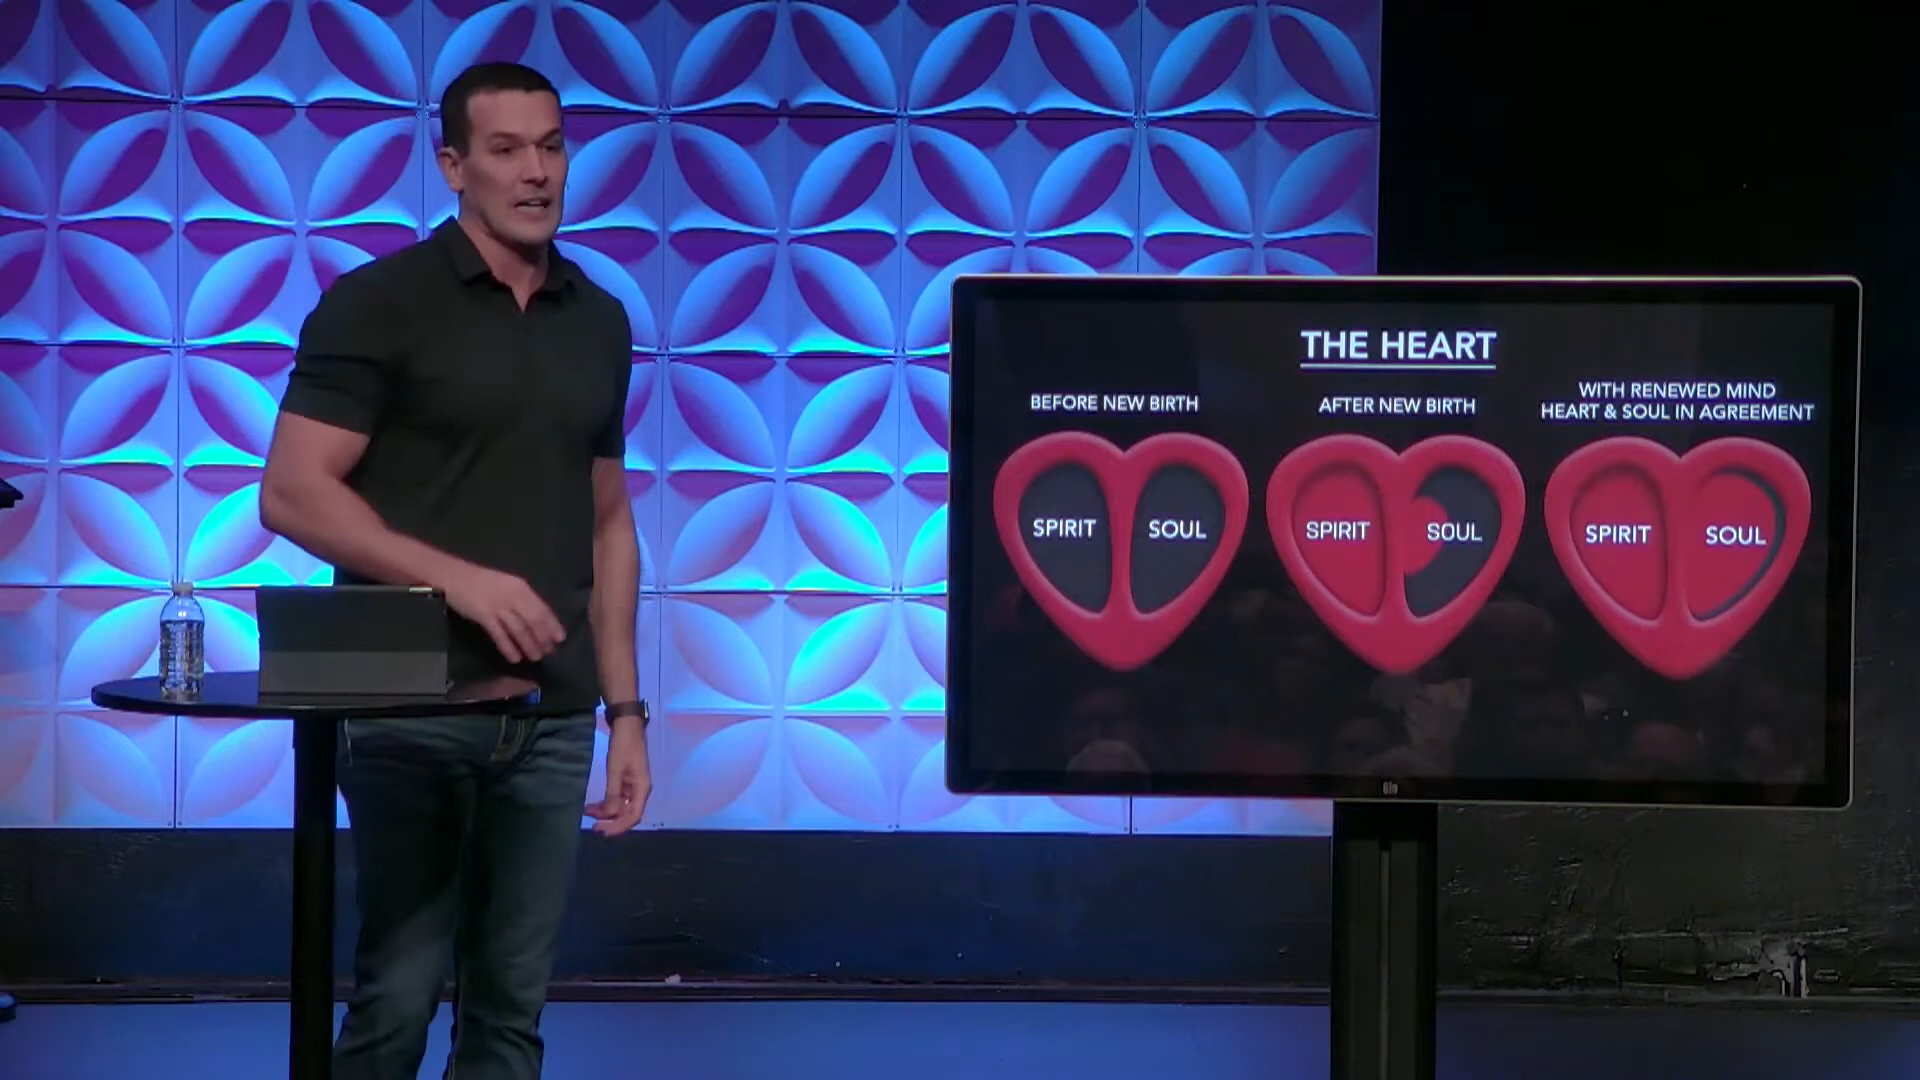 THE HEART
BEFORE NEW BIRTH
SPIRIT SOUL
AFTER NEW BIRTH
SPIRIT SOUL
WITH RENEWED MIND
HEART & SOUL IN AGREEMENT
SPIRIT SOUL
elo